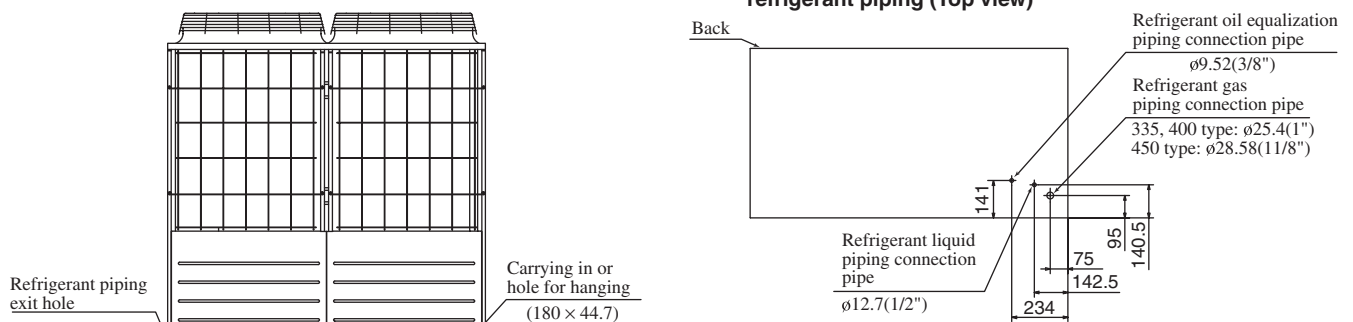 refrigerant piping (Top view)
Back
Refrigerant oil equalization
piping connection pipe
ø9.52(3/8")
Refrigerant gas
piping connection pipe
335, 400 type: ø25.4(1")
450 type: ø28.58(11/8")
141
95
140.5
75
142.5
234
Refrigerant liquid
piping connection
pipe
ø12.7(1/2")
Refrigerant piping
exit hole
Carrying in or
hole for hanging
(180 × 44.7)